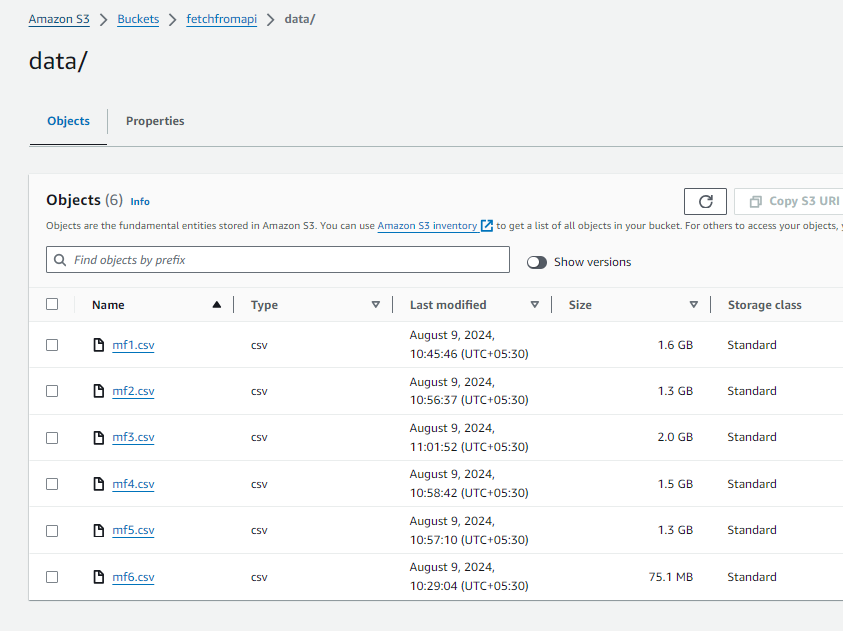 Amazon S3 > Buckets > fetchfromapi > data/
data/
Objects Properties
Objects (6) Info
Copy S3 URI
Objects are the fundamental entities stored in Amazon S3. You can use Amazon S3 inventory to get a list of all objects in your bucket. For others to access your objects,
Find objects by prefix
Show versions
Name Type Last modified Size Storage class
mf1.csv csv August 9, 2024, 10:45:46 (UTC+05:30) 1.6 GB Standard
mf2.csv csv August 9, 2024, 10:56:37 (UTC+05:30) 1.3 GB Standard
mf3.csv csv August 9, 2024, 11:01:52 (UTC+05:30) 2.0 GB Standard
mf4.csv csv August 9, 2024, 10:58:42 (UTC+05:30) 1.5 GB Standard
mf5.csv csv August 9, 2024, 10:57:10 (UTC+05:30) 1.3 GB Standard
mf6.csv csv August 9, 2024, 10:29:04 (UTC+05:30) 75.1 MB Standard